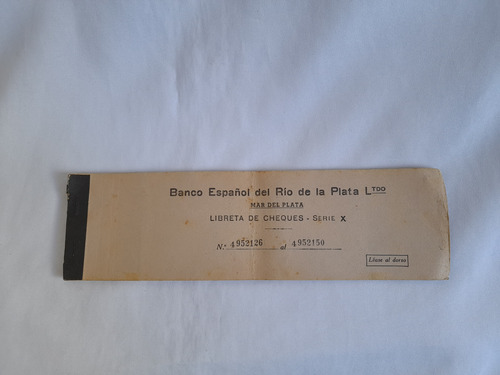 Banco Español del Río de la Plata LTDO
MAR DEL PLATA
LIBRETA DE CHEQUES - SERIE X
N.o 4952126 al 4952150
Léase al dorso